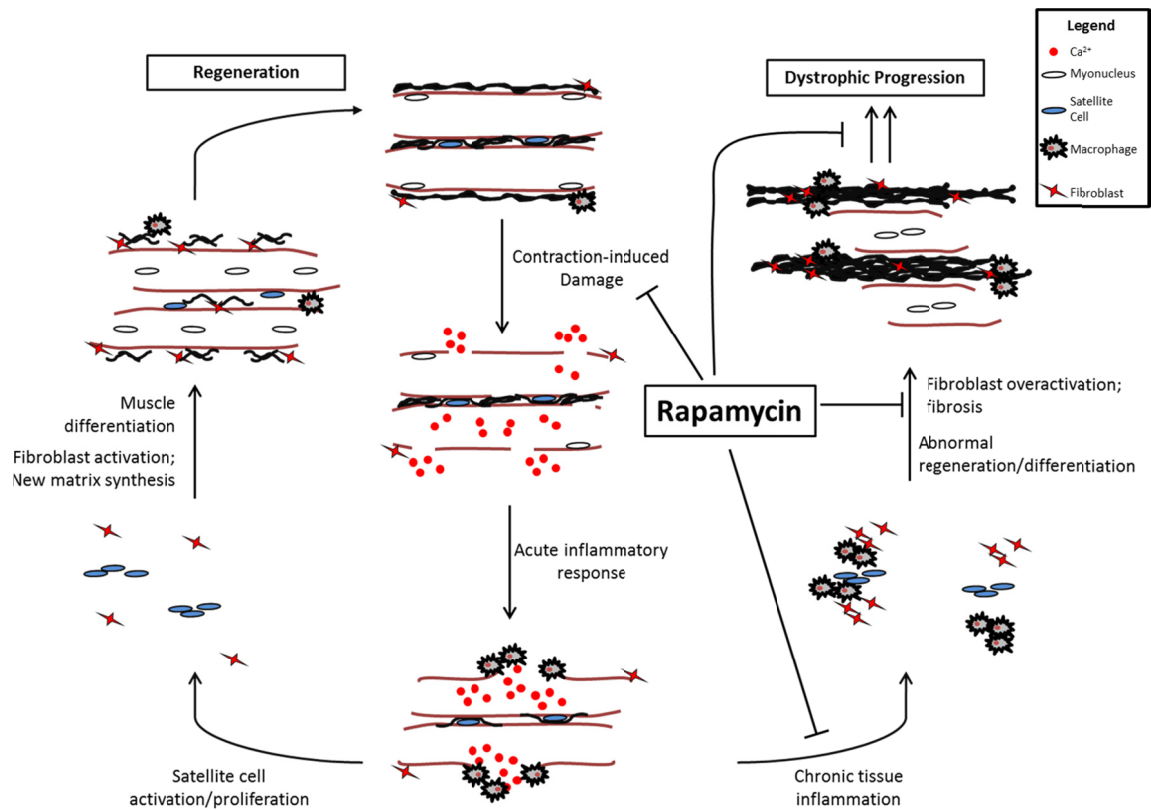 Regeneration
Dystrophic Progression
Legend
Ca²⁺
Myonucleus
Satellite
Cell
Macrophage
Fibroblast
Contraction-induced
Damage
Rapamycin
Muscle
differentiation
Fibroblast activation;
New matrix synthesis
Fibroblast overactivation;
fibrosis
Abnormal
regeneration/differentiation
Acute inflammatory
response
Satellite cell
activation/proliferation
Chronic tissue
inflammation